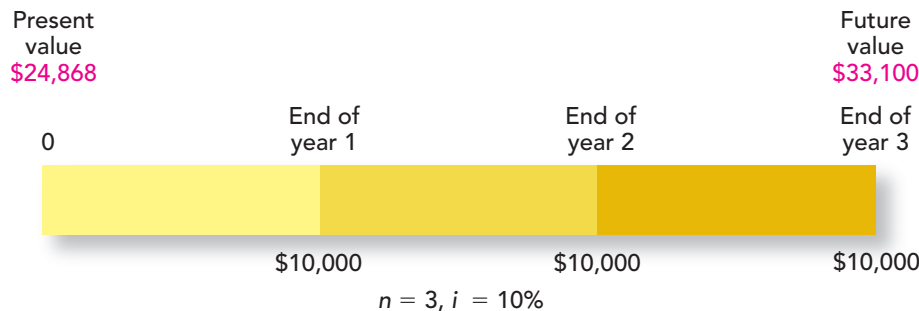 Present
value
$24,868
Future
value
$33,100
0
End of
year 1
End of
year 2
End of
year 3
$10,000
$10,000
$10,000
n = 3, i = 10%